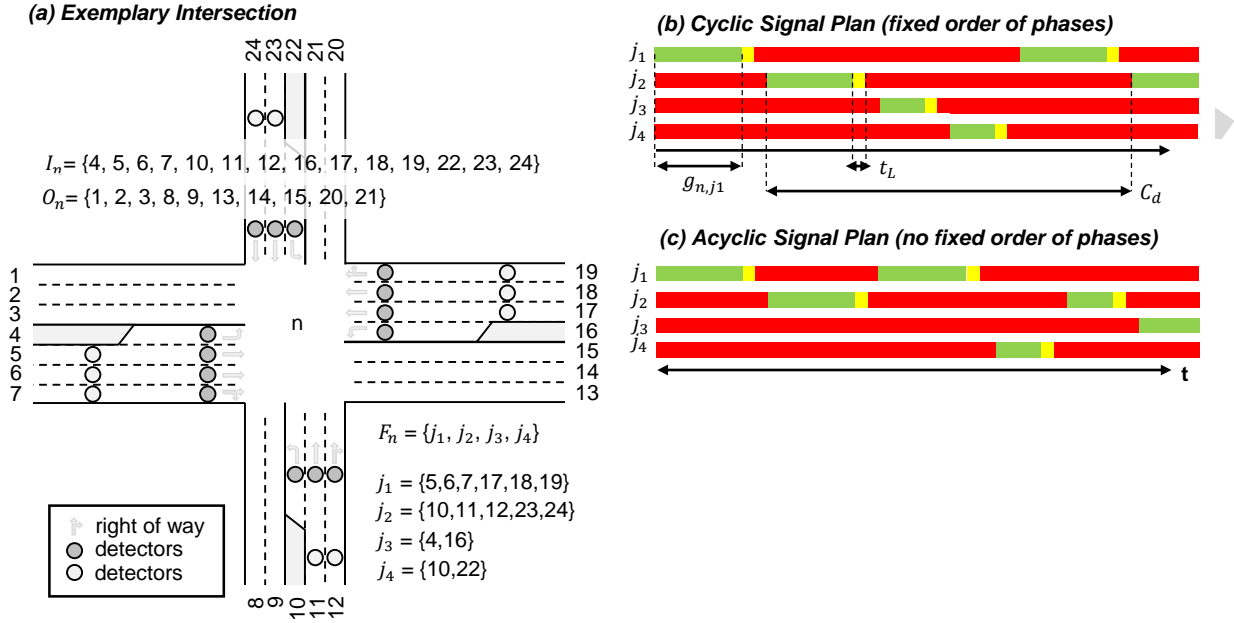 (a) Exemplary Intersection
24 23 22 21 20
I_n = {4, 5, 6, 7, 10, 11, 12, 16, 17, 18, 19, 22, 23, 24}
O_n = {1, 2, 3, 8, 9, 13, 14, 15, 20, 21}
1
2
3
4
5
6
7
n
19
18
17
16
15
14
13
F_n = {j_1, j_2, j_3, j_4}
j_1 = {5,6,7,17,18,19}
j_2 = {10,11,12,23,24}
j_3 = {4,16}
j_4 = {10,22}
right of way
detectors
detectors
8 9 10 11 12
(b) Cyclic Signal Plan (fixed order of phases)
j_1
j_2
j_3
j_4
g_{n,j1}
t_L
C_d
(c) Acyclic Signal Plan (no fixed order of phases)
j_1
j_2
j_3
j_4
t